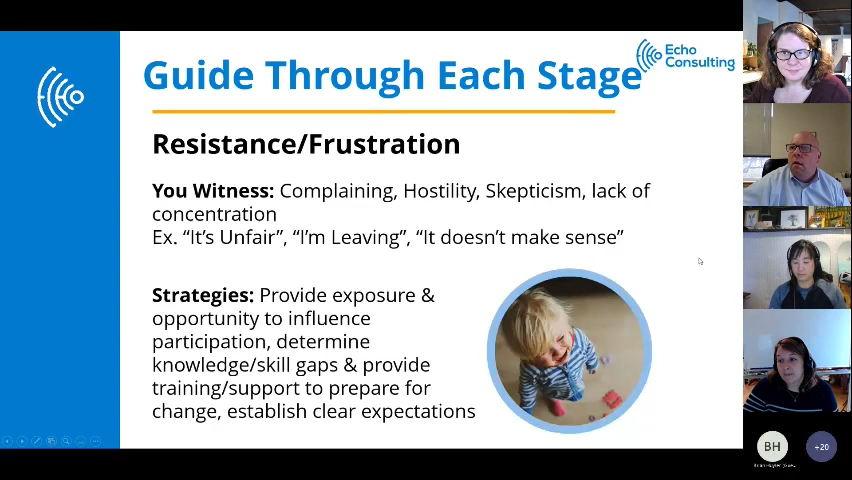 Guide Through Each Stage
Echo
Consulting
Resistance/Frustration
You Witness: Complaining, Hostility, Skepticism, lack of
concentration
Ex. “It’s Unfair”, “I’m Leaving”, “It doesn’t make sense”
Strategies: Provide exposure &
opportunity to influence
participation, determine
knowledge/skill gaps & provide
training/support to prepare for
change, establish clear expectations
BH
+20